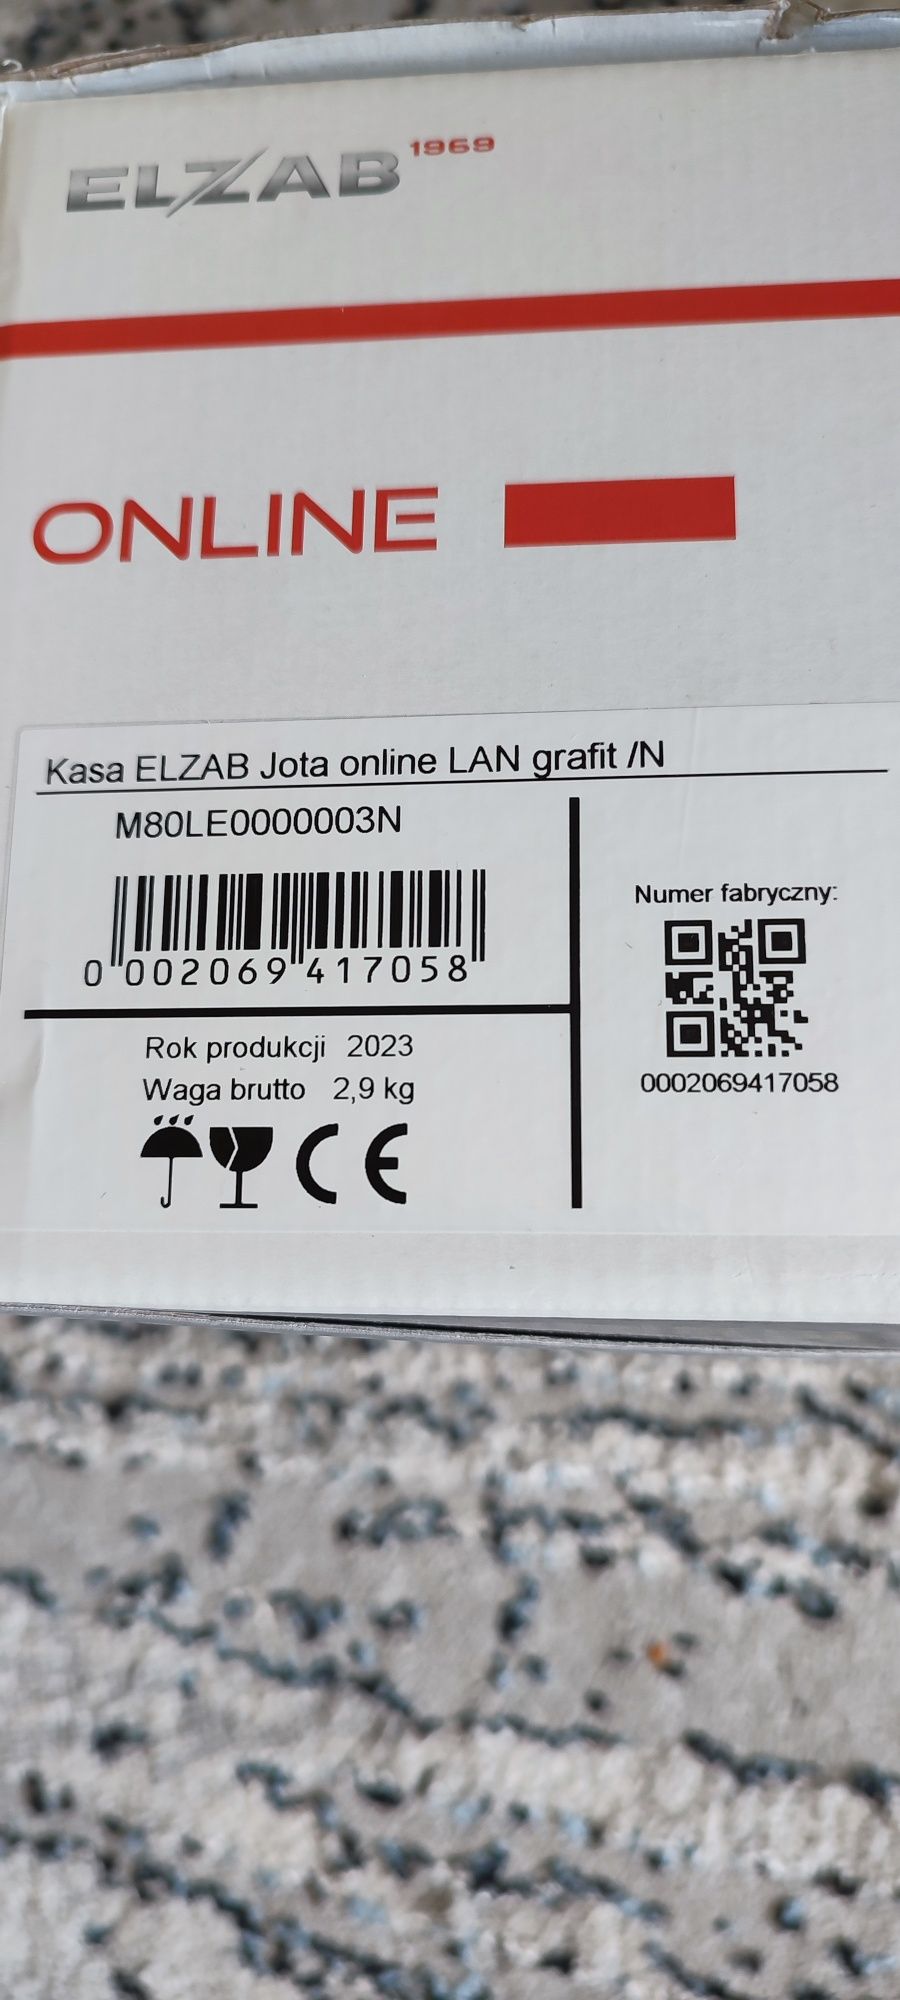 ELZAB 1969
ONLINE
Kasa ELZAB Jota online LAN grafit /N
M80LE0000003N
0 002069 417058
Rok produkcji 2023
Waga brutto 2,9 kg
CE
Numer fabryczny:
0002069417058